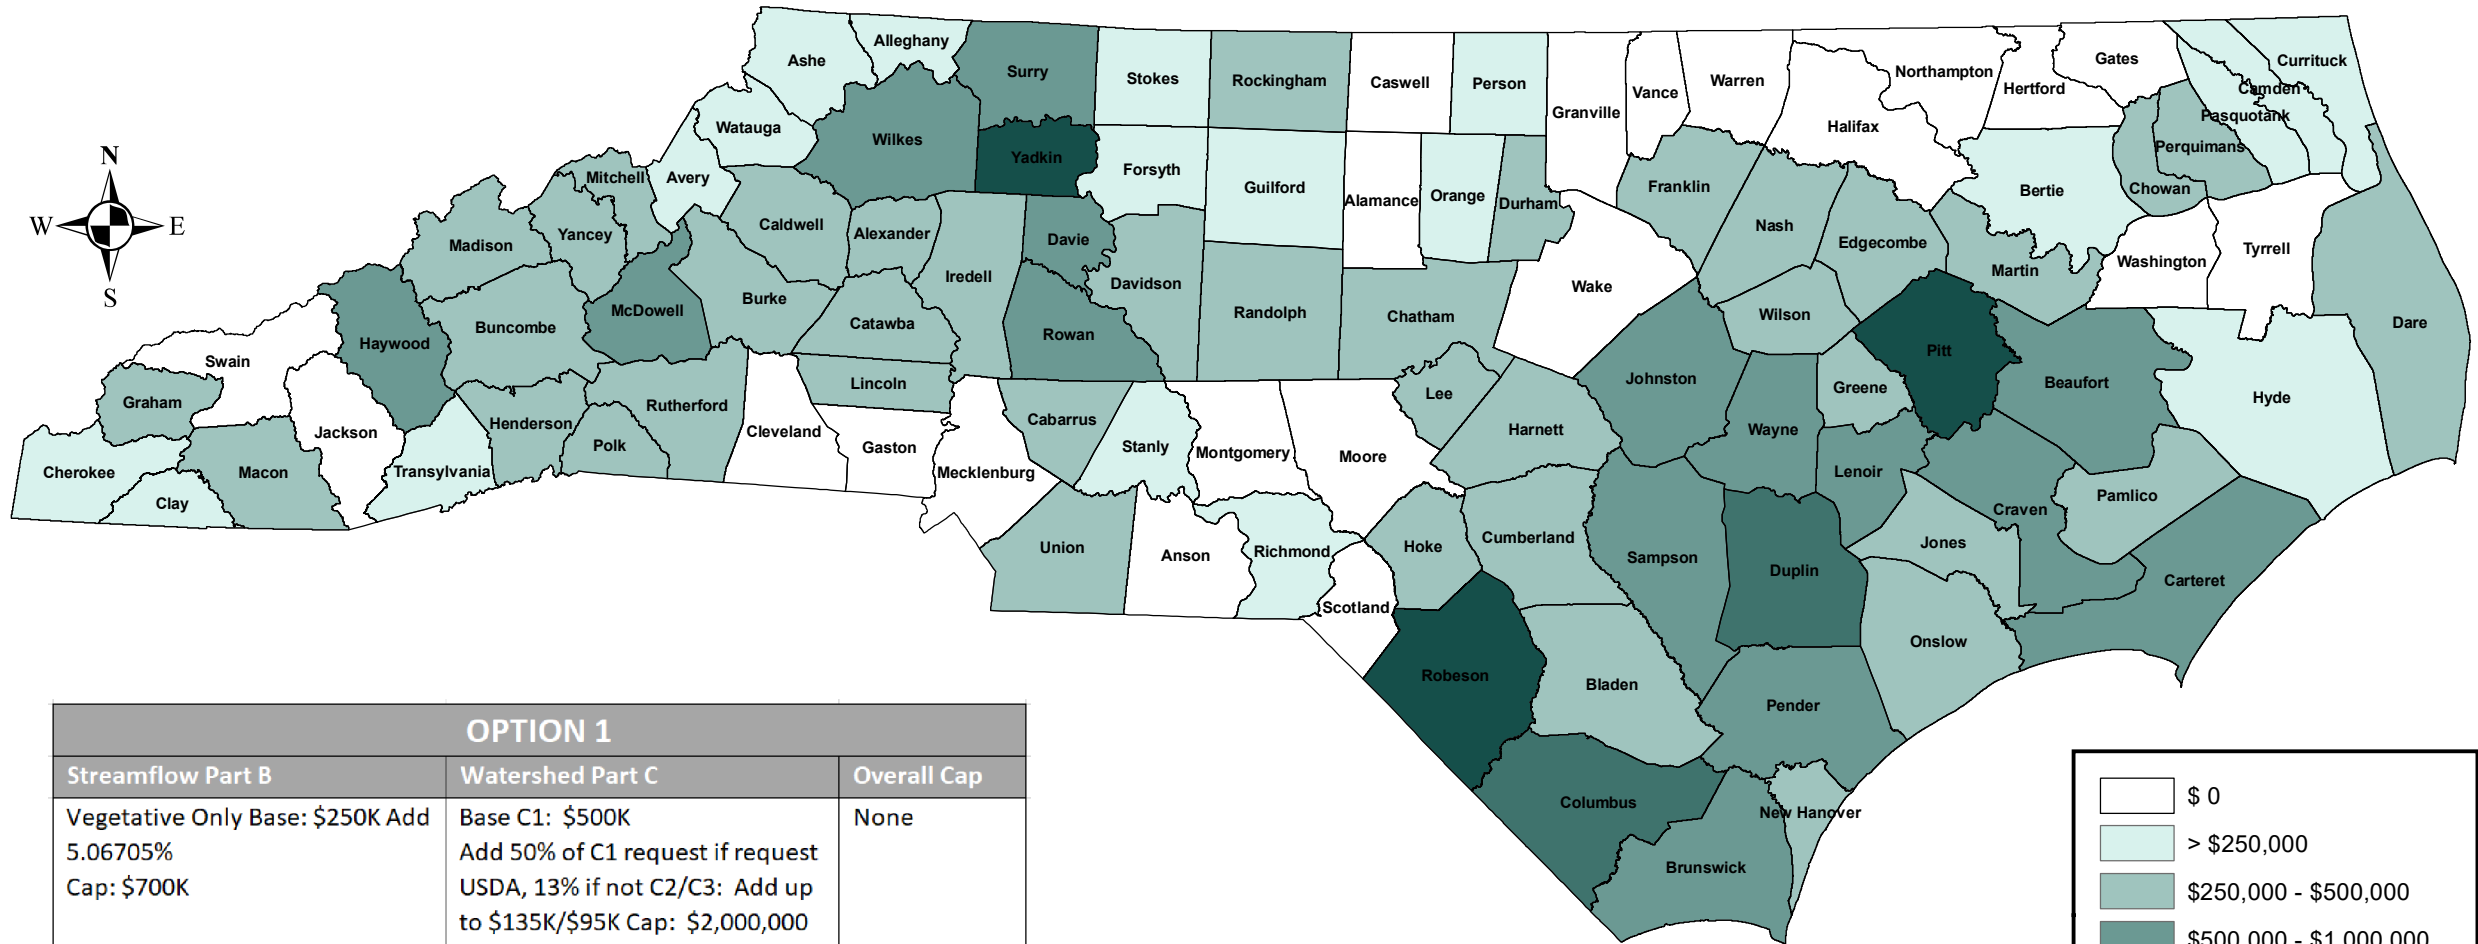 Ashe
Alleghany
Surry
Stokes
Rockingham
Caswell
Person
Granville
Vance
Warren
Northampton
Halifax
Hertford
Gates
Currituck
Camden
Pasquotank
Perquimans
Chowan
Bertie
Watauga
Wilkes
Yadkin
Forsyth
Guilford
Alamance
Orange
Durham
Franklin
Nash
Edgecombe
Martin
Washington
Tyrrell
Dare
N
W
E
S
Mitchell
Avery
Madison
Yancey
Caldwell
Alexander
Davie
Iredell
Davidson
Randolph
Chatham
Wake
Wilson
Pitt
Beaufort
Hyde
Haywood
Buncombe
McDowell
Burke
Catawba
Rowan
Swain
Graham
Jackson
Cherokee
Clay
Macon
Transylvania
Henderson
Polk
Rutherford
Cleveland
Lincoln
Gaston
Mecklenburg
Cabarrus
Stanly
Montgomery
Moore
Lee
Harnett
Johnston
Wayne
Greene
Lenoir
Craven
Pamlico
Jones
Carteret
Union
Anson
Richmond
Scotland
Hoke
Cumberland
Sampson
Duplin
Onslow
Robeson
Bladen
Pender
Columbus
New Hanover
Brunswick
OPTION 1
Streamflow Part B
Watershed Part C
Overall Cap
Vegetative Only Base: $250K Add
5.06705%
Cap: $700K
Base C1: $500K
Add 50% of C1 request if request
USDA, 13% if not C2/C3: Add up
to $135K/$95K Cap: $2,000,000
None
$ 0
> $250,000
$250,000 - $500,000
$500,000 - $1,000,000